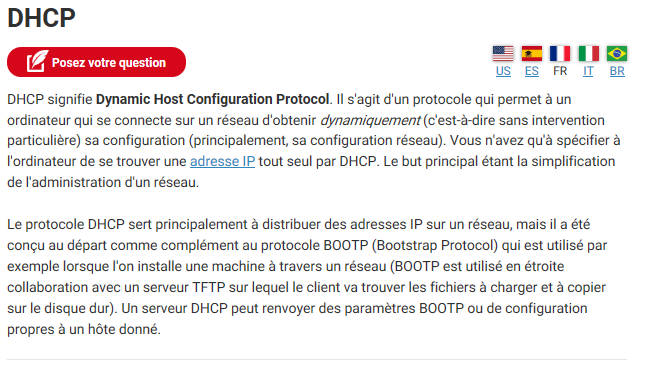 DHCP
Posez votre question
US ES FR IT BR
DHCP signifie Dynamic Host Configuration Protocol. Il s'agit d'un protocole qui permet à un
ordinateur qui se connecte sur un réseau d'obtenir dynamiquement (c'est-à-dire sans intervention
particulière) sa configuration (principalement, sa configuration réseau). Vous n'avez qu'à spécifier à
l'ordinateur de se trouver une adresse IP tout seul par DHCP. Le but principal étant la simplification
de l'administration d'un réseau.
Le protocole DHCP sert principalement à distribuer des adresses IP sur un réseau, mais il a été
conçu au départ comme complément au protocole BOOTP (Bootstrap Protocol) qui est utilisé par
exemple lorsque l'on installe une machine à travers un réseau (BOOTP est utilisé en étroite
collaboration avec un serveur TFTP sur lequel le client va trouver les fichiers à charger et à copier
sur le disque dur). Un serveur DHCP peut renvoyer des paramètres BOOTP ou de configuration
propres à un hôte donné.